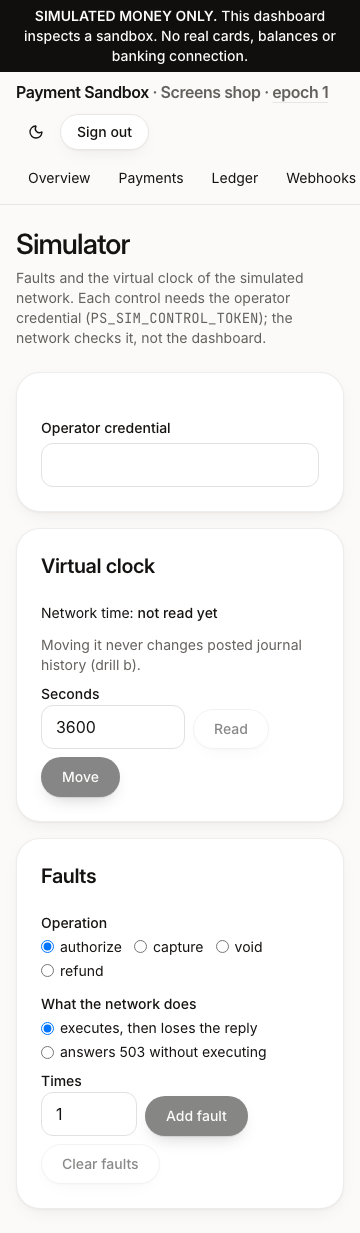 SIMULATED MONEY ONLY. This dashboard
inspects a sandbox. No real cards, balances or
banking connection.
Payment Sandbox · Screens shop · epoch 1
Sign out
Overview Payments Ledger Webhooks
Simulator
Faults and the virtual clock of the simulated
network. Each control needs the operator
credential (PS_SIM_CONTROL_TOKEN); the
network checks it, not the dashboard.
Operator credential
Virtual clock
Network time: not read yet
Moving it never changes posted journal
history (drill b).
Seconds
3600 Read
Move
Faults
Operation
authorize capture void
refund
What the network does
executes, then loses the reply
answers 503 without executing
Times
1 Add fault
Clear faults